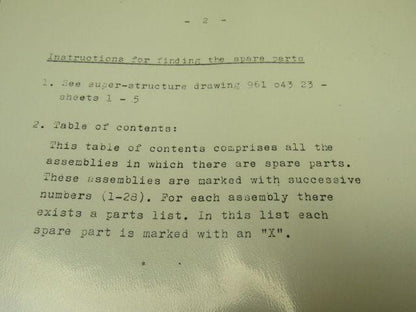 - 2 -
Instructions for finding the spare parts
1. See super-structure drawing 961 043 23 -
sheets 1 - 5
2. Table of contents:
This table of contents comprises all the
assemblies in which there are spare parts.
These assemblies are marked with successive
numbers (1-28). For each assembly there
exists a parts list. In this list each
spare part is marked with an "X".